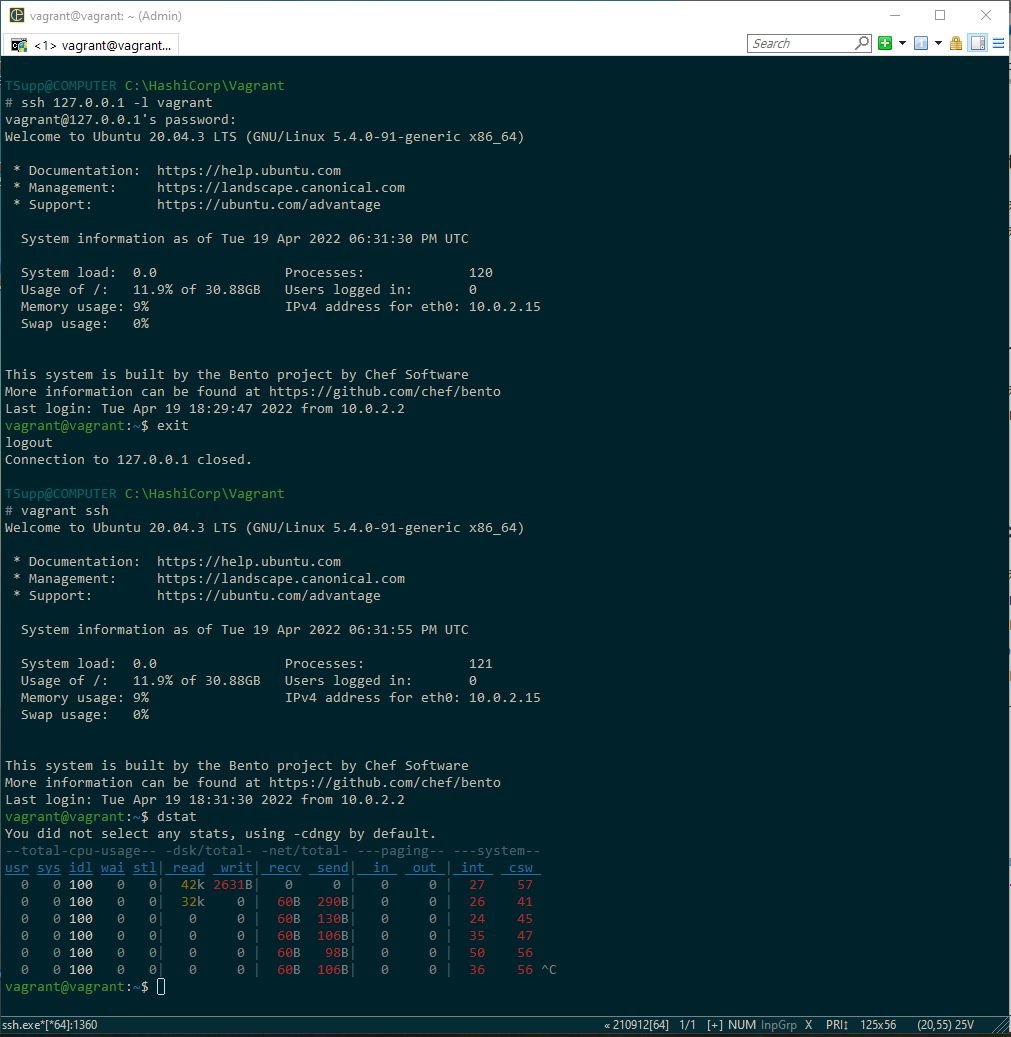 vagrant@vagrant: ~ (Admin)
<1> vagrant@vagrant...
Search
TSupp@COMPUTER C:\HashiCorp\Vagrant
# ssh 127.0.0.1 -l vagrant
vagrant@127.0.0.1's password:
Welcome to Ubuntu 20.04.3 LTS (GNU/Linux 5.4.0-91-generic x86_64)
* Documentation:  https://help.ubuntu.com
* Management:     https://landscape.canonical.com
* Support:        https://ubuntu.com/advantage
System information as of Tue 19 Apr 2022 06:31:30 PM UTC
System load:  0.0                Processes:             120
Usage of /:   11.9% of 30.88GB   Users logged in:       0
Memory usage: 9%                 IPv4 address for eth0: 10.0.2.15
Swap usage:   0%
This system is built by the Bento project by Chef Software
More information can be found at https://github.com/chef/bento
Last login: Tue Apr 19 18:29:47 2022 from 10.0.2.2
vagrant@vagrant:~$ exit
logout
Connection to 127.0.0.1 closed.
TSupp@COMPUTER C:\HashiCorp\Vagrant
# vagrant ssh
Welcome to Ubuntu 20.04.3 LTS (GNU/Linux 5.4.0-91-generic x86_64)
* Documentation:  https://help.ubuntu.com
* Management:     https://landscape.canonical.com
* Support:        https://ubuntu.com/advantage
System information as of Tue 19 Apr 2022 06:31:55 PM UTC
System load:  0.0                Processes:             121
Usage of /:   11.9% of 30.88GB   Users logged in:       0
Memory usage: 9%                 IPv4 address for eth0: 10.0.2.15
Swap usage:   0%
This system is built by the Bento project by Chef Software
More information can be found at https://github.com/chef/bento
Last login: Tue Apr 19 18:31:30 2022 from 10.0.2.2
vagrant@vagrant:~$ dstat
You did not select any stats, using -cdngy by default.
--total-cpu-usage-- -dsk/total- -net/total- ---paging-- ---system--
usr sys idl wai stl| read  writ| recv  send|  in   out | int   csw
0   0 100   0   0|  42k 2631B|   0     0 |   0     0 |  27    57
0   0 100   0   0|  32k    0 |  60B  290B|   0     0 |  26    41
0   0 100   0   0|   0     0 |  60B  130B|   0     0 |  24    45
0   0 100   0   0|   0     0 |  60B  106B|   0     0 |  35    47
0   0 100   0   0|   0     0 |  60B   98B|   0     0 |  50    56
0   0 100   0   0|   0     0 |  60B  106B|   0     0 |  36    56 ^C
vagrant@vagrant:~$
ssh.exe*[*64]:1360 « 210912[64] 1/1 [+] NUM InpGrp X PRI↕ 125x56 (20,55) 25V